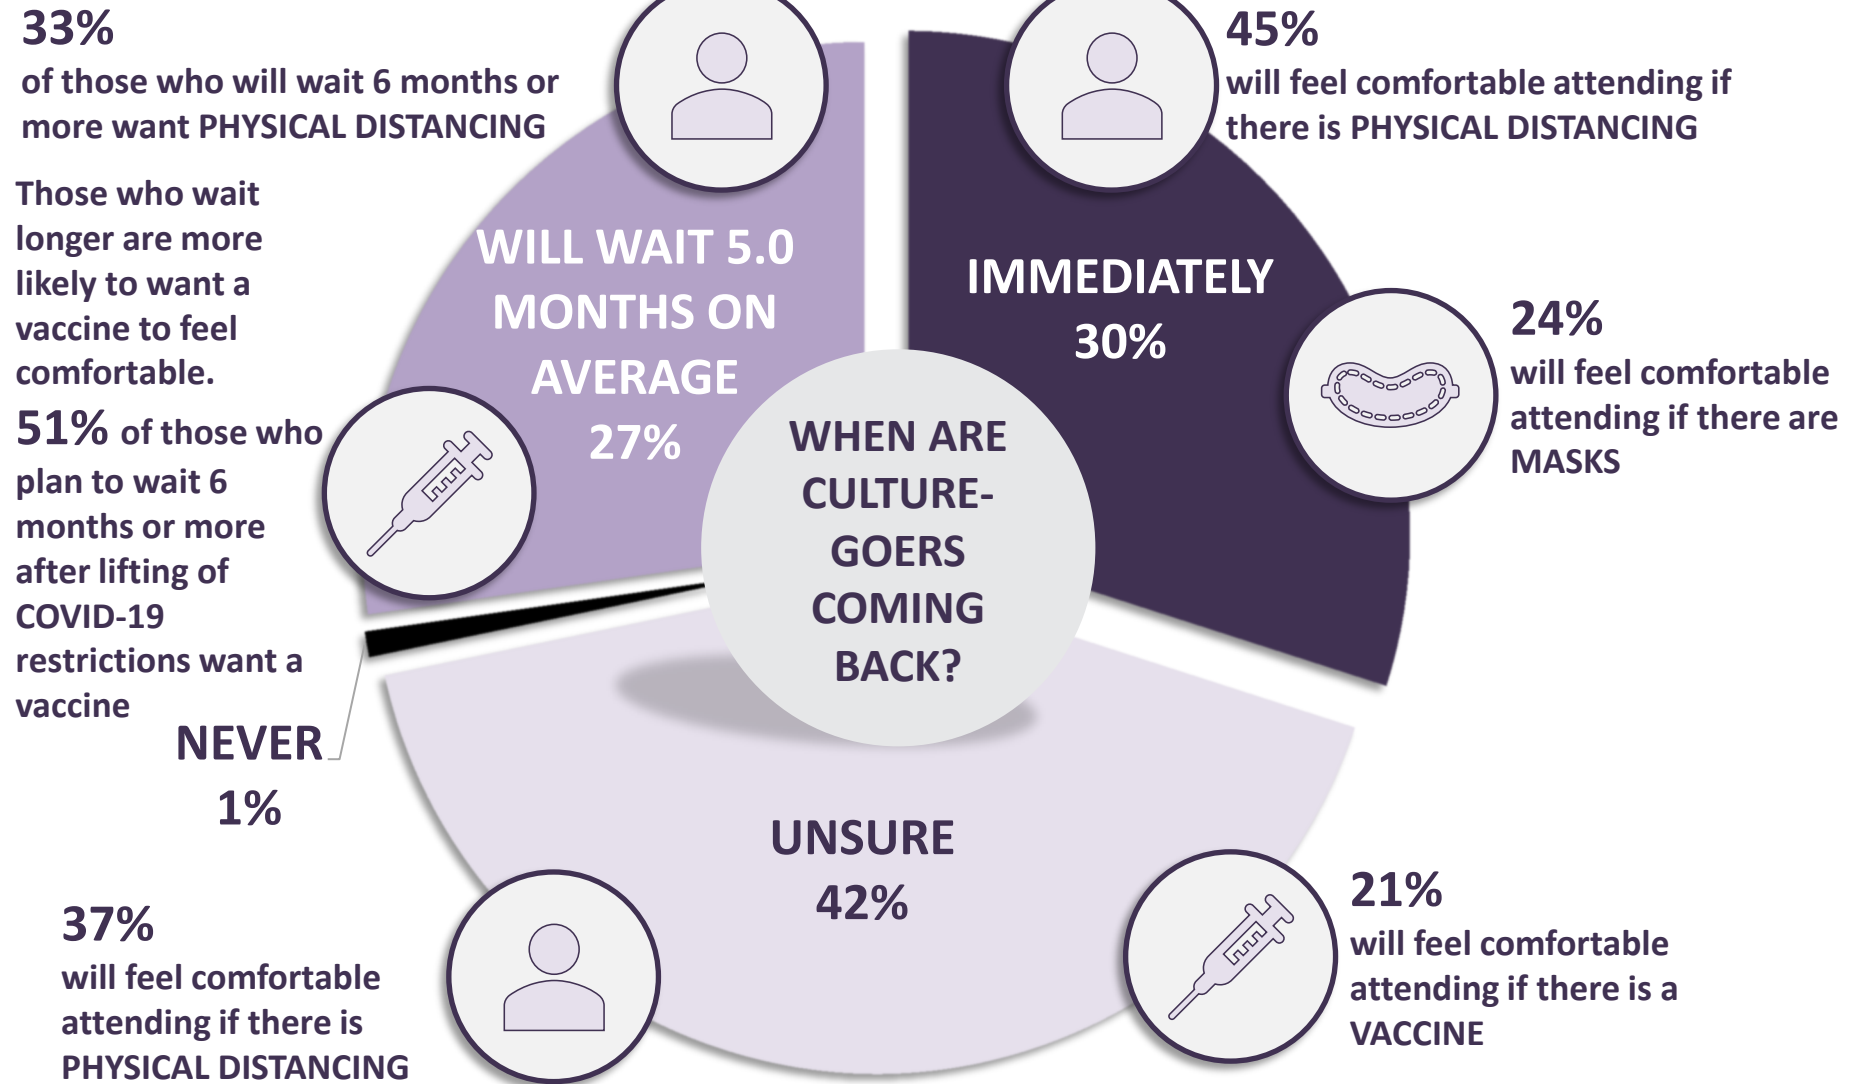 33%
of those who will wait 6 months or
more want PHYSICAL DISTANCING
Those who wait
longer are more
likely to want a
vaccine to feel
comfortable.
51% of those who
plan to wait 6
months or more
after lifting of
COVID-19
restrictions want a
vaccine
WILL WAIT 5.0
MONTHS ON
AVERAGE
27%
IMMEDIATELY
30%
45%
will feel comfortable attending if
there is PHYSICAL DISTANCING
24%
will feel comfortable
attending if there are
MASKS
WHEN ARE
CULTURE-
GOERS
COMING
BACK?
NEVER
1%
UNSURE
42%
37%
will feel comfortable
attending if there is
PHYSICAL DISTANCING
21%
will feel comfortable
attending if there is a
VACCINE